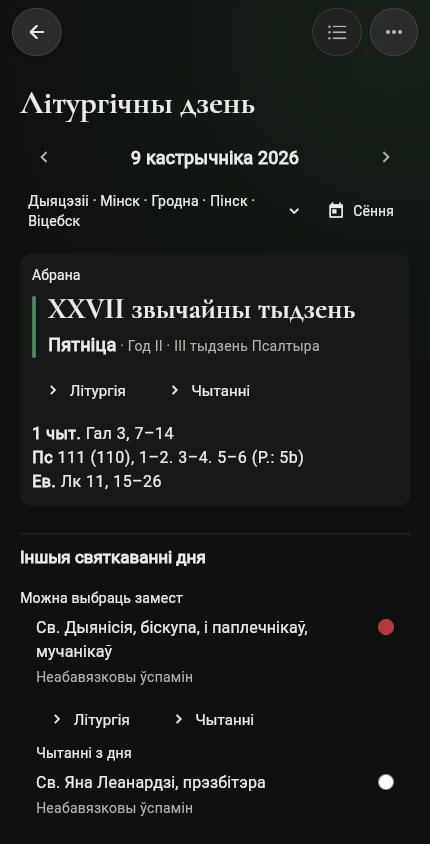 Літургічны дзень
9 кастрычніка 2026
Дыяцэзіі · Мінск · Гродна · Пінск ·
Віцебск
Сёння
Абрана
XXVII звычайны тыдзень
Пятніца · Год II · III тыдзень Псалтыра
Літургія
Чытанні
1 чыт. Гал 3, 7–14
Пс 111 (110), 1–2. 3–4. 5–6 (Р.: 5b)
Ев. Лк 11, 15–26
Іншыя святкаванні дня
Можна выбраць замест
Св. Дыянісія, біскупа, і паплечнікаў,
мучанікаў
Неабавязковы ўспамін
Літургія
Чытанні
Чытанні з дня
Св. Яна Леанардзі, прэзбітэра
Неабавязковы ўспамін